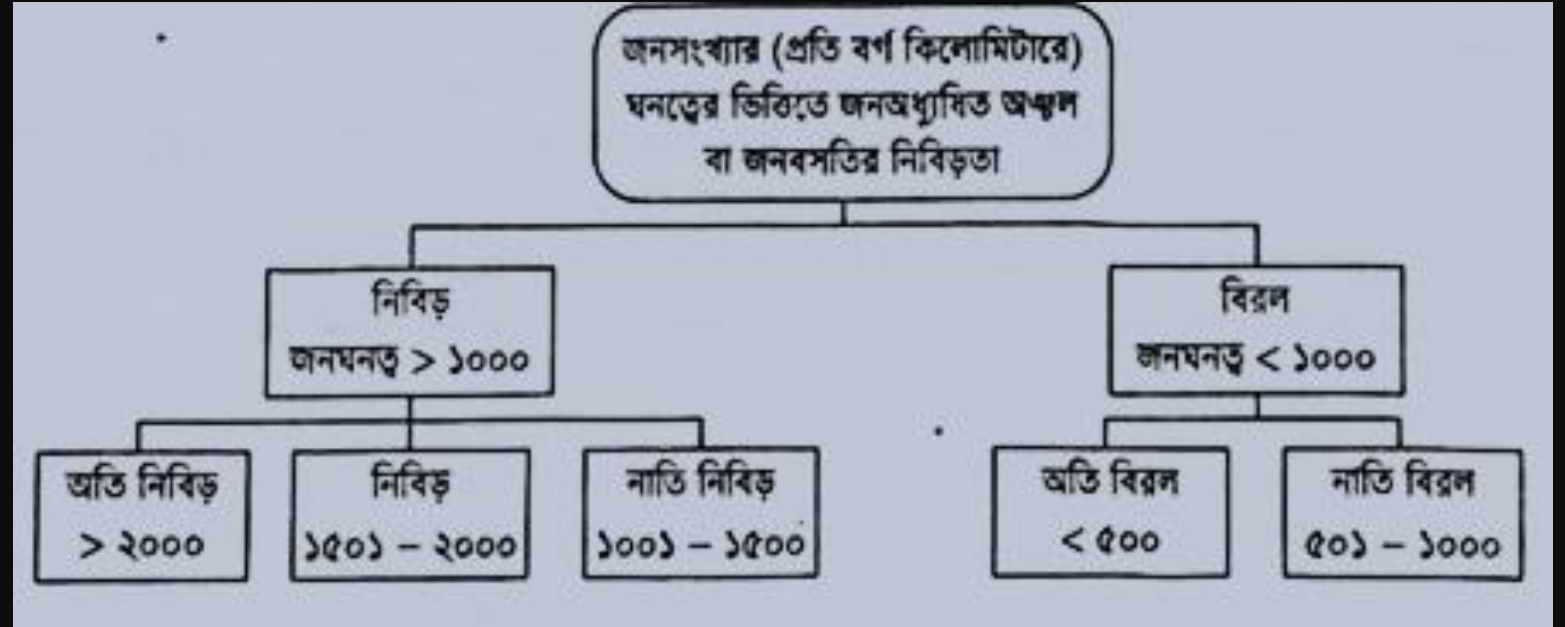 জনসংখ্যার (প্রতি বর্গ কিলোমিটারে)
ঘনত্বের ভিত্তিতে জনঅধ্যুষিত অঞ্চল
বা জনবসতির নিবিড়তা
নিবিড়
জনঘনত্ব > ১০০০
বিরল
জনঘনত্ব < ১০০০
অতি নিবিড়
> ২০০০
নিবিড়
১৫০১ – ২০০০
নাতি নিবিড়
১০০১ – ১৫০০
অতি বিরল
< ৫০০
নাতি বিরল
৫০১ – ১০০০